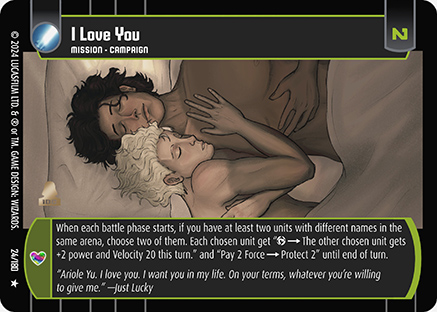 I Love You
MISSION - CAMPAIGN
N
© 2024 LUCASFILM LTD. & ® OR TM. GAME DESIGN: WIZARDS.
When each battle phase starts, if you have at least two units with different names in the
same arena, choose two of them. Each chosen unit get “ → The other chosen unit gets
+2 power and Velocity 20 this turn.” and “Pay 2 Force → Protect 2” until end of turn.
“Ariole Yu. I love you. I want you in my life. On your terms, whatever you’re willing
to give me.” —Just Lucky
24/180 ★